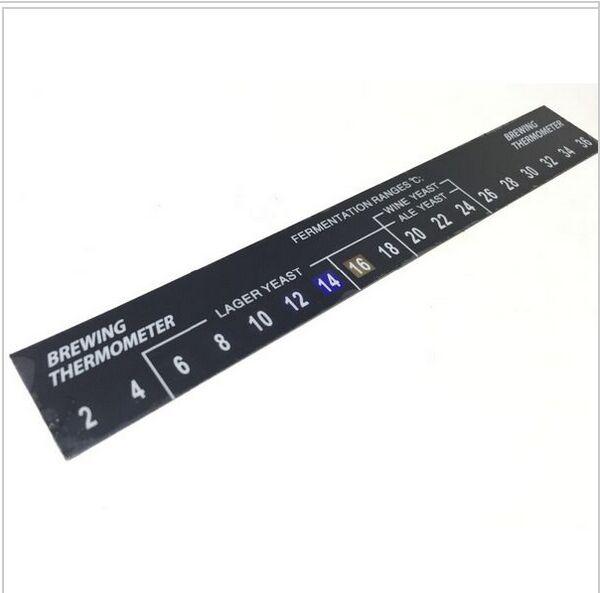 BREWING
THERMOMETER
FERMENTATION RANGES °C:
WINE YEAST
ALE YEAST
LAGER YEAST
BREWING
THERMOMETER
2 4 6 8 10 12 14 16 18 20 22 24 26 28 30 32 34 36